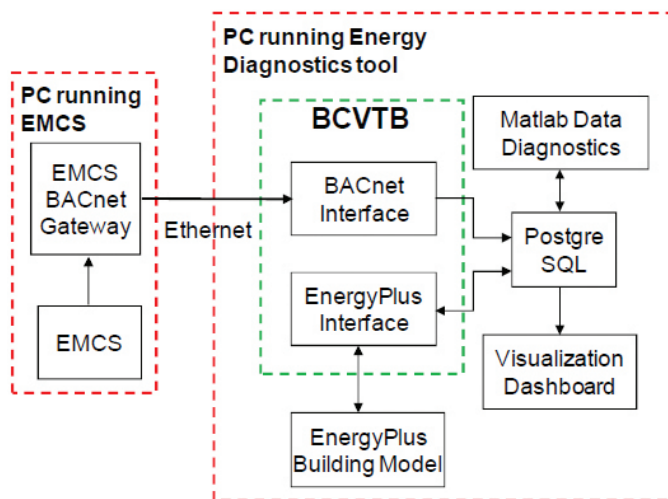 PC running Energy
Diagnostics tool
PC running
EMCS
BCVTB
Matlab Data
Diagnostics
EMCS
BACnet
Gateway
BACnet
Interface
Ethernet
Postgre
SQL
EnergyPlus
Interface
EMCS
Visualization
Dashboard
EnergyPlus
Building Model